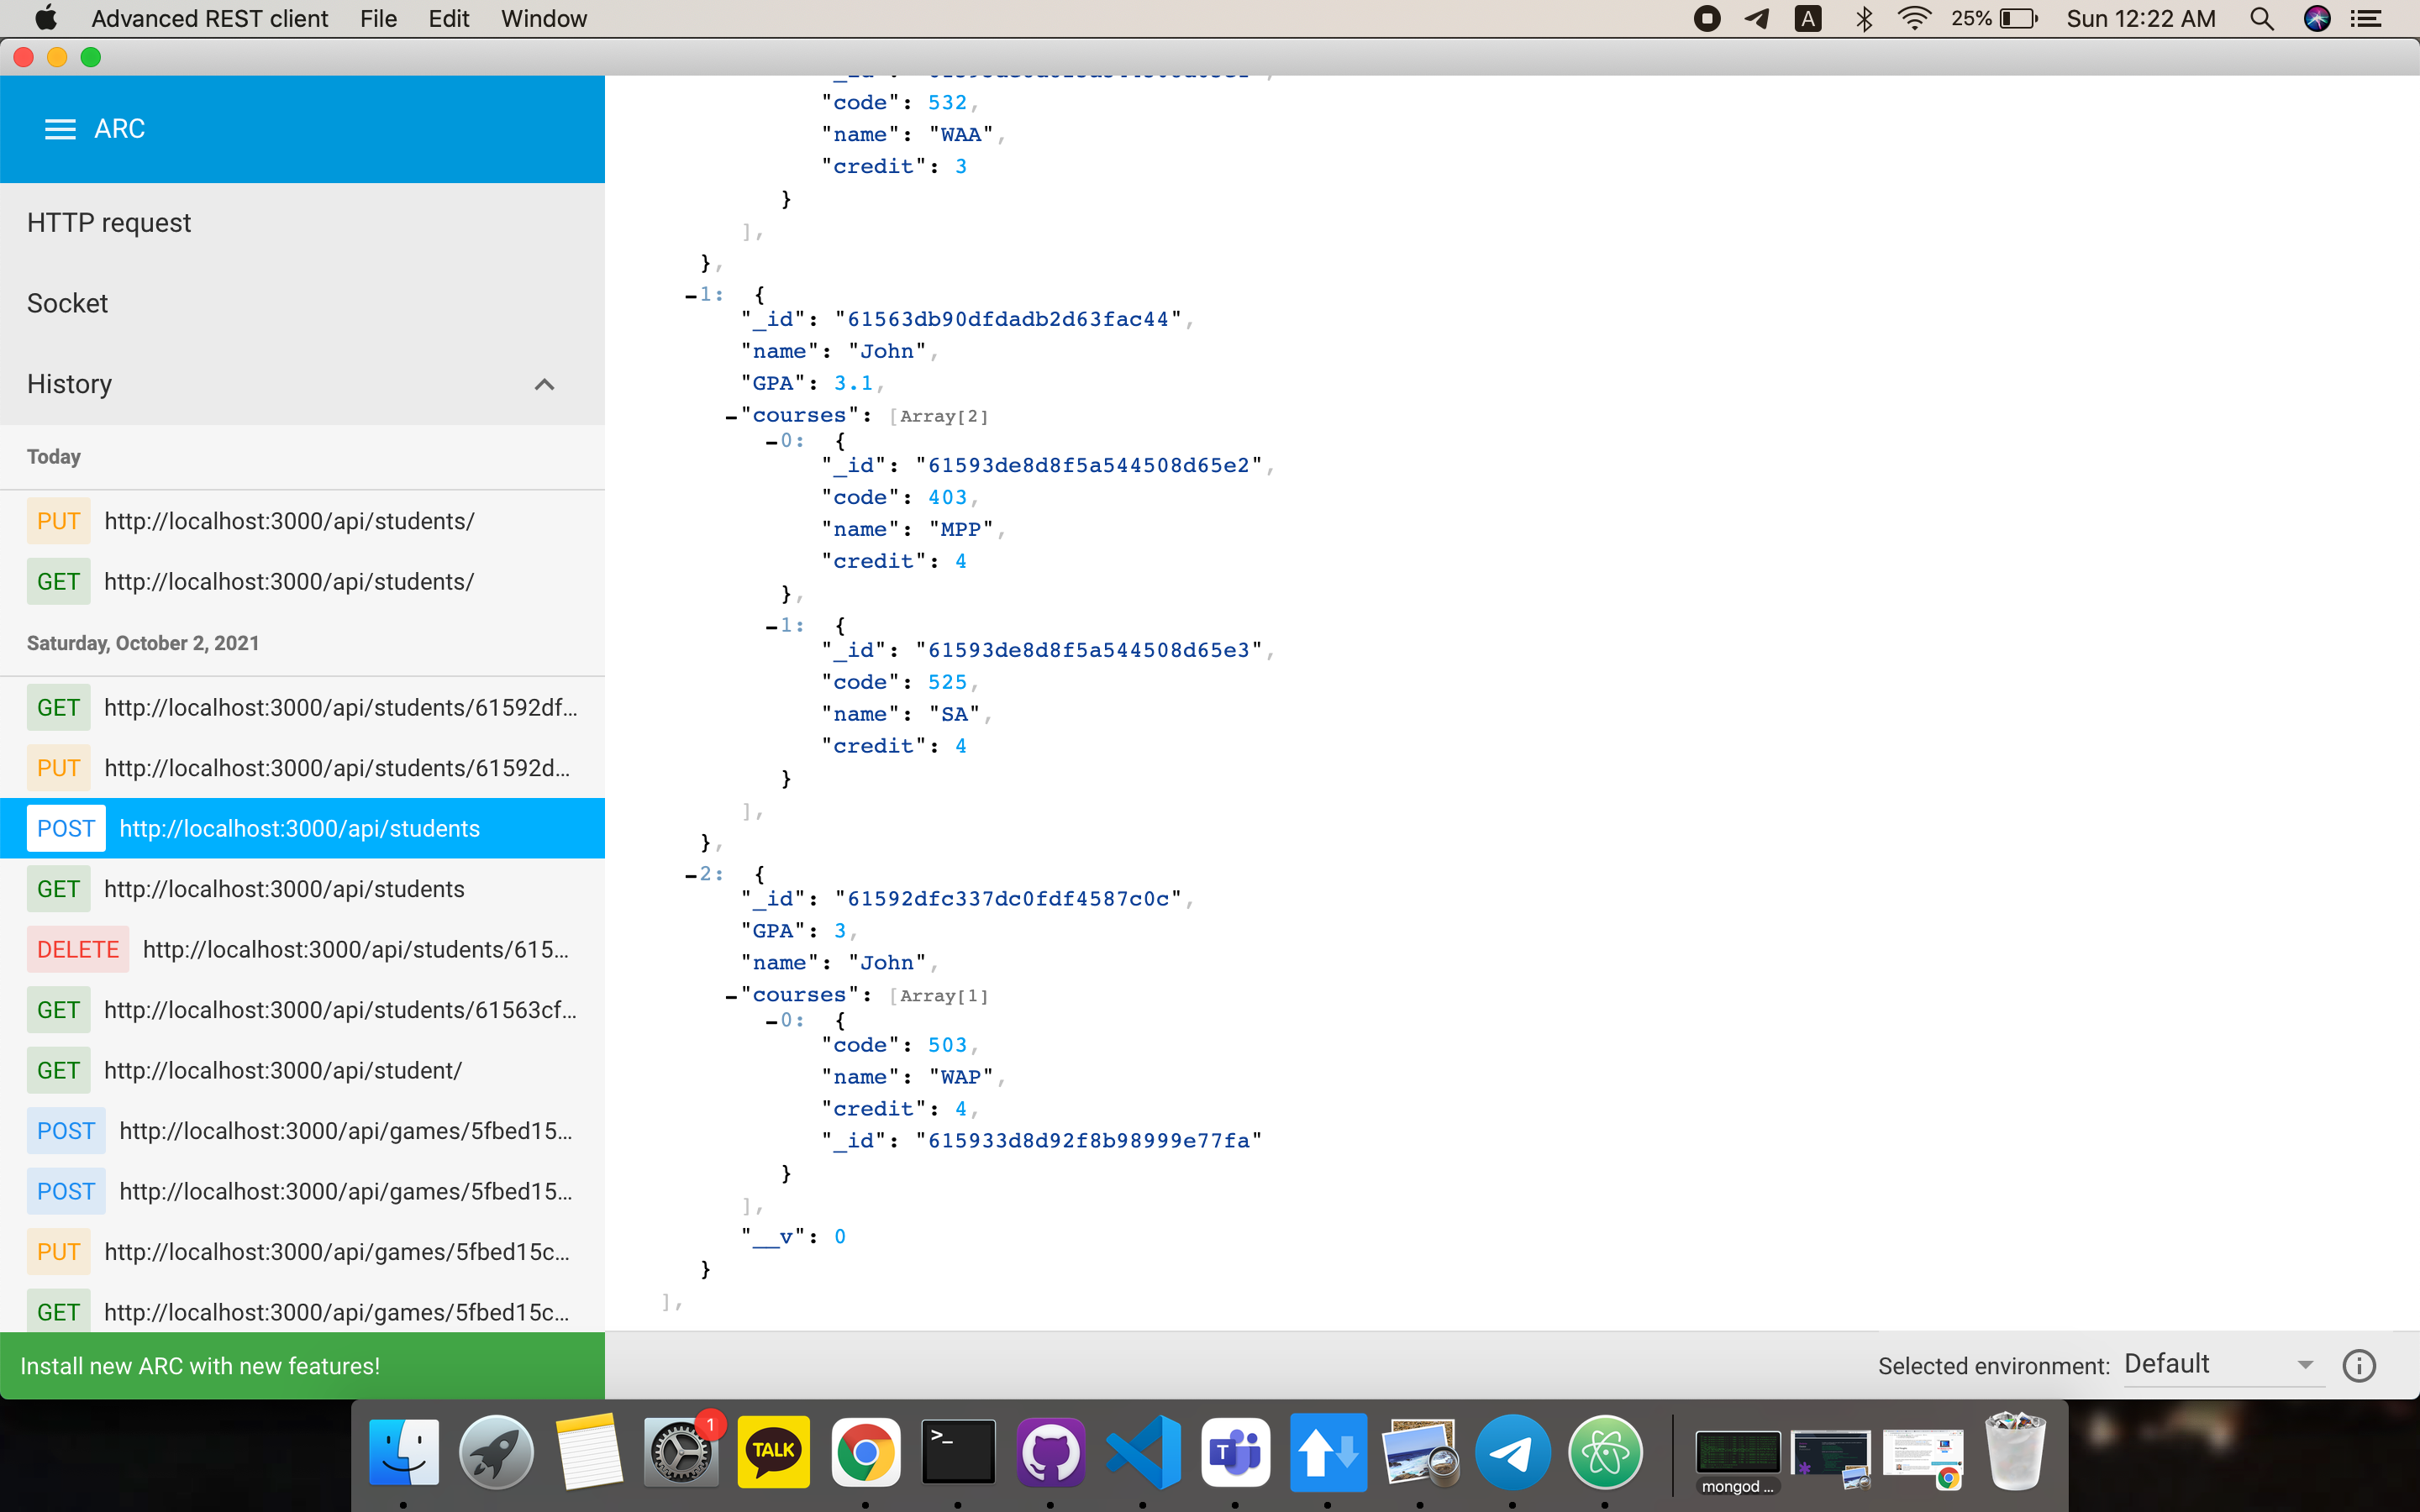 Advanced REST client File Edit Window A 25% Sun 12:22 AM
ARC
HTTP request
Socket
History
Today
PUT http://localhost:3000/api/students/
GET http://localhost:3000/api/students/
Saturday, October 2, 2021
GET http://localhost:3000/api/students/61592df...
PUT http://localhost:3000/api/students/61592d...
POST http://localhost:3000/api/students
GET http://localhost:3000/api/students
DELETE http://localhost:3000/api/students/615...
GET http://localhost:3000/api/students/61563cf...
GET http://localhost:3000/api/student/
POST http://localhost:3000/api/games/5fbed15...
POST http://localhost:3000/api/games/5fbed15...
PUT http://localhost:3000/api/games/5fbed15c...
GET http://localhost:3000/api/games/5fbed15c...
Install new ARC with new features!
"code": 532,
"name": "WAA",
"credit": 3
}
],
},
-1: {
"_id": "61563db90dfdadb2d63fac44",
"name": "John",
"GPA": 3.1,
-"courses": [Array[2]
-0: {
"_id": "61593de8d8f5a544508d65e2",
"code": 403,
"name": "MPP",
"credit": 4
},
-1: {
"_id": "61593de8d8f5a544508d65e3",
"code": 525,
"name": "SA",
"credit": 4
}
],
},
-2: {
"_id": "61592dfc337dc0fdf4587c0c",
"GPA": 3,
"name": "John",
-"courses": [Array[1]
-0: {
"code": 503,
"name": "WAP",
"credit": 4,
"_id": "615933d8d92f8b98999e77fa"
}
],
"__v": 0
}
],
Selected environment: Default
1
TALK
>_
T
mongod ...